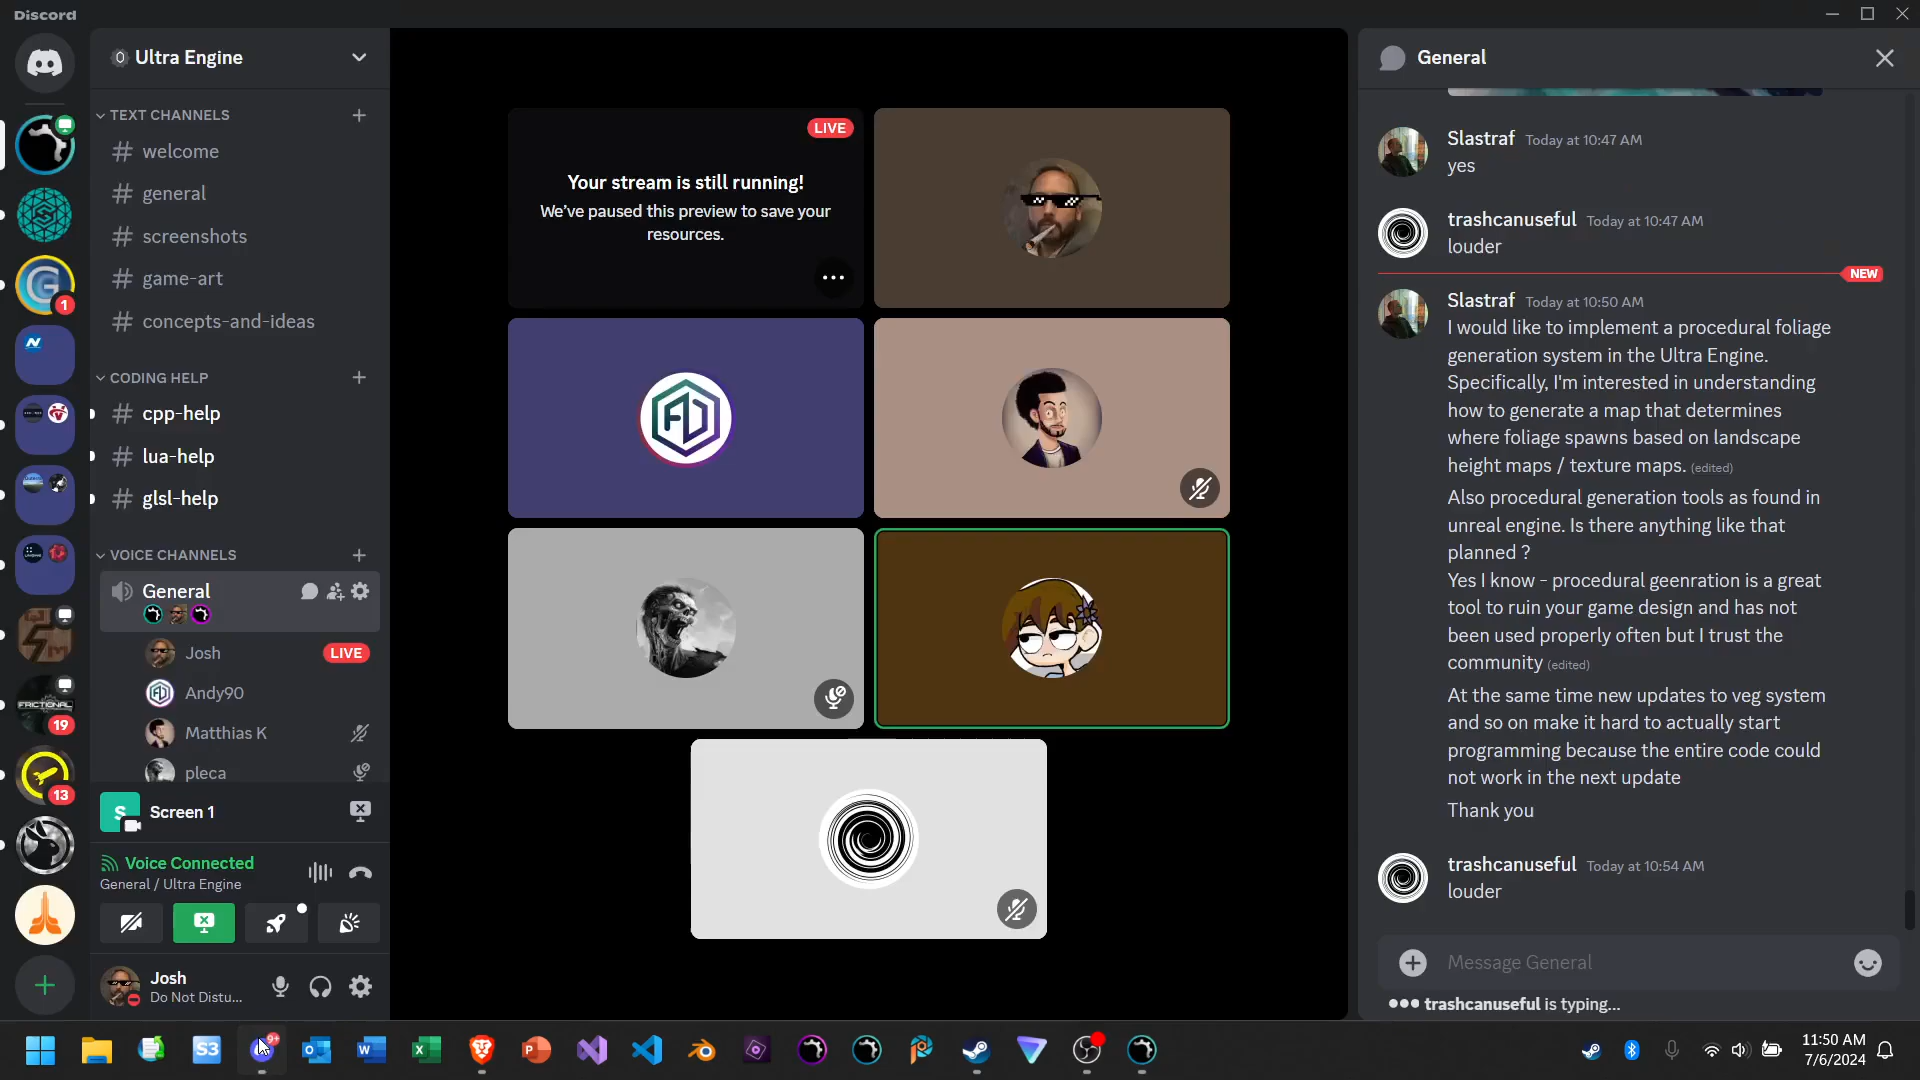 Discord
Ultra Engine
TEXT CHANNELS
welcome
general
screenshots
game-art
concepts-and-ideas
CODING HELP
cpp-help
lua-help
glsl-help
VOICE CHANNELS
General
Josh
LIVE
Andy90
Matthias K
pleca
S
Screen 1
Voice Connected
General / Ultra Engine
Josh
Do Not Distu...
1
19
13
FRICTIONAL
LIVE
Your stream is still running!
We've paused this preview to save your
resources.
General
Slastraf Today at 10:47 AM
yes
trashcanuseful Today at 10:47 AM
louder
NEW
Slastraf Today at 10:50 AM
I would like to implement a procedural foliage
generation system in the Ultra Engine.
Specifically, I'm interested in understanding
how to generate a map that determines
where foliage spawns based on landscape
height maps / texture maps. (edited)
Also procedural generation tools as found in
unreal engine. Is there anything like that
planned ?
Yes I know - procedural geenration is a great
tool to ruin your game design and has not
been used properly often but I trust the
community (edited)
At the same time new updates to veg system
and so on make it hard to actually start
programming because the entire code could
not work in the next update
Thank you
trashcanuseful Today at 10:54 AM
louder
Message General
trashcanuseful is typing...
S3
9+
11:50 AM
7/6/2024